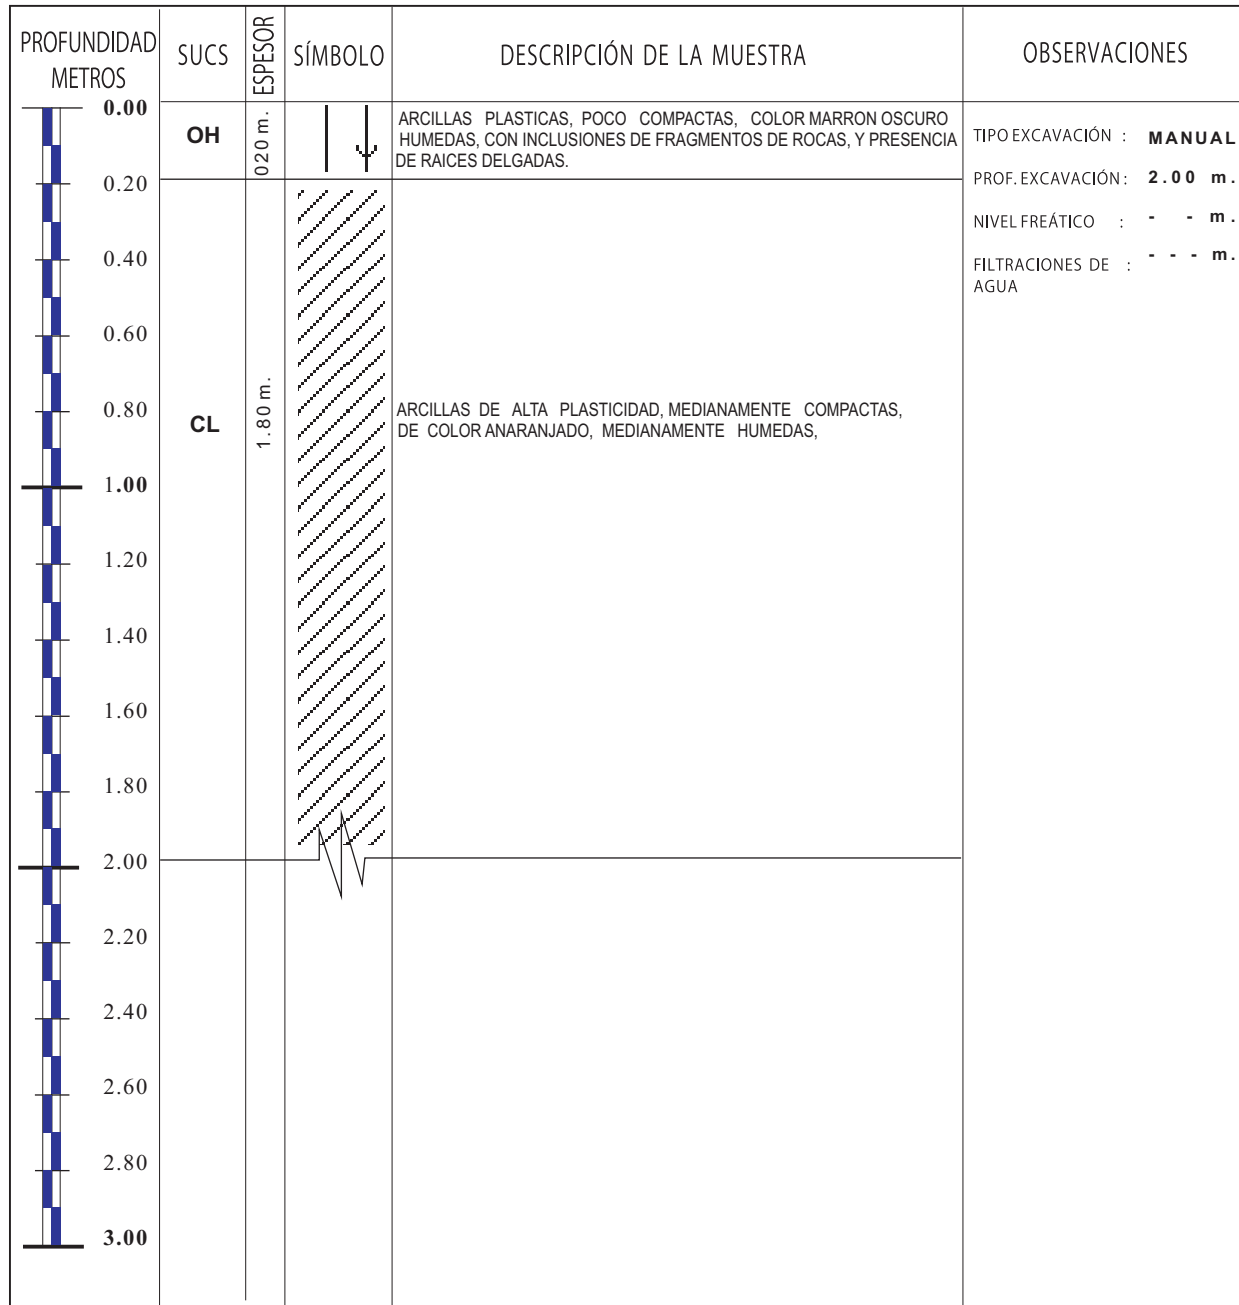 PROFUNDIDAD
METROS
SUCS
ESPESOR
SÍMBOLO
DESCRIPCIÓN DE LA MUESTRA
OBSERVACIONES
0.00
OH
020 m.
ARCILLAS PLASTICAS, POCO COMPACTAS, COLOR MARRON OSCURO
HUMEDAS, CON INCLUSIONES DE FRAGMENTOS DE ROCAS, Y PRESENCIA
DE RAICES DELGADAS.
TIPO EXCAVACIÓN : MANUAL
PROF. EXCAVACIÓN : 2.00 m.
NIVEL FREÁTICO : - - m.
FILTRACIONES DE : - - - m.
AGUA
0.20
0.40
0.60
0.80
CL
1.80 m.
ARCILLAS DE ALTA PLASTICIDAD, MEDIANAMENTE COMPACTAS,
DE COLOR ANARANJADO, MEDIANAMENTE HUMEDAS,
1.00
1.20
1.40
1.60
1.80
2.00
2.20
2.40
2.60
2.80
3.00